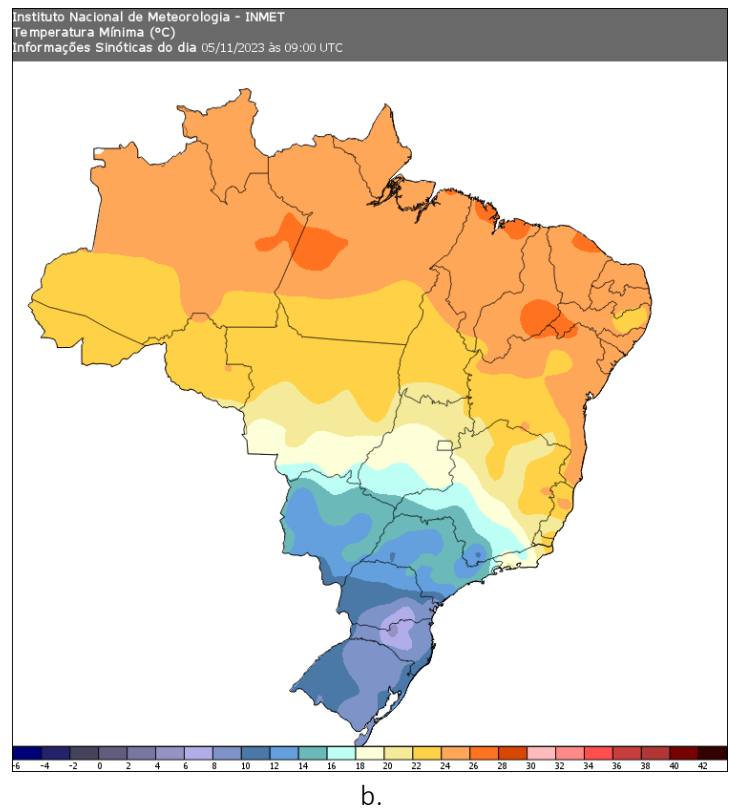 Instituto Nacional de Meteorologia - INMET
Temperatura Mínima (ºC)
Informações Sinóticas do dia 05/11/2023 às 09:00 UTC
-6 -4 -2 0 2 4 6 8 10 12 14 16 18 20 22 24 26 28 30 32 34 36 38 40 42
b.